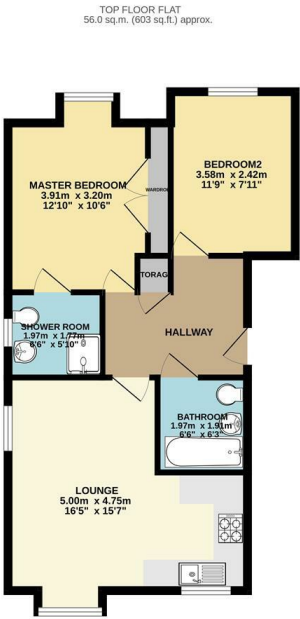 TOP FLOOR FLAT
56.0 sq.m. (603 sq.ft.) approx.
BEDROOM2
3.58m x 2.42m
11'9" x 7'11"
MASTER BEDROOM
3.91m x 3.20m
12'10" x 10'6"
WARDROB
TORAG
SHOWER ROOM
1.97m x 1.77m
6'6" x 5'10"
HALLWAY
BATHROOM
1.97m x 1.91m
6'6" x 6'3"
LOUNGE
5.00m x 4.75m
16'5" x 15'7"